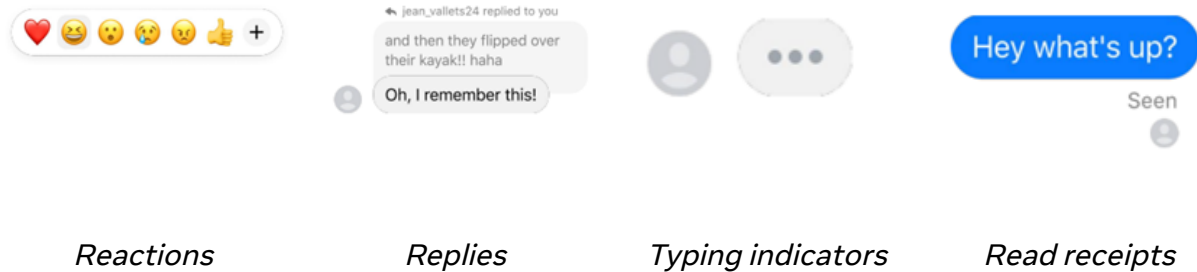 jean_vallets24 replied to you
and then they flipped over
their kayak!! haha
Oh, I remember this!
Hey what's up?
Seen
Reactions
Replies
Typing indicators
Read receipts